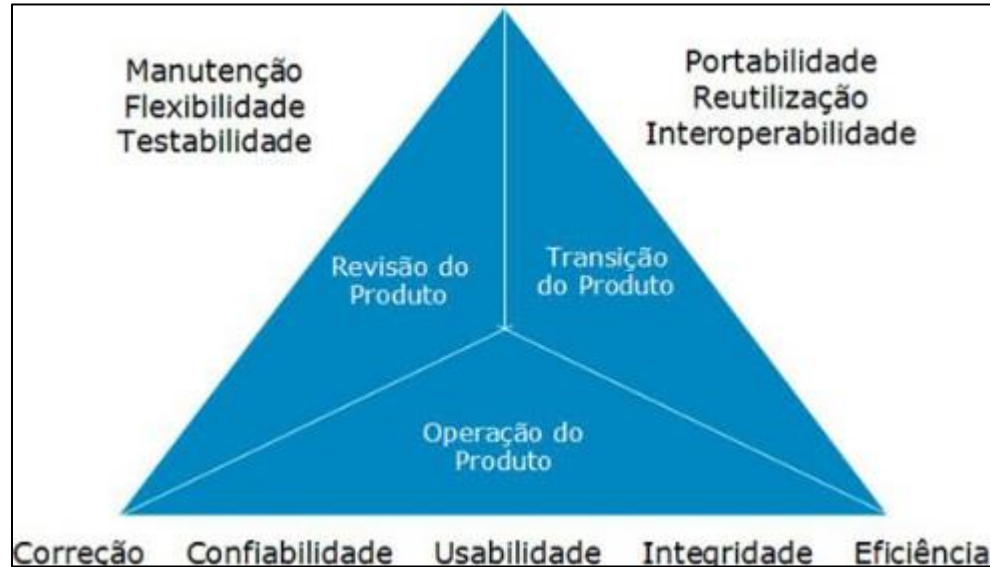 Manutenção
Flexibilidade
Testabilidade
Portabilidade
Reutilização
Interoperabilidade
Revisão do
Produto
Transição
do Produto
Operação do
Produto
Correção Confiabilidade Usabilidade Integridade Eficiência